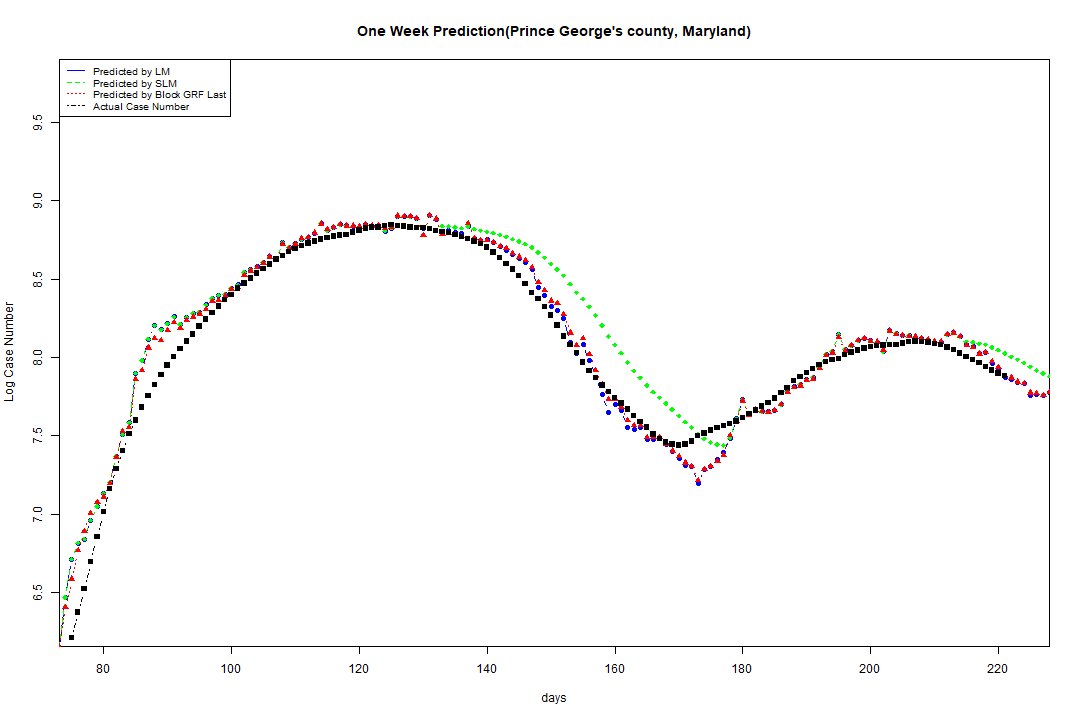 One Week Prediction(Prince George's county, Maryland)
Predicted by LM
Predicted by SLM
Predicted by Block GRF Last
Actual Case Number
Log Case Number
9.5
9.0
8.5
8.0
7.5
7.0
6.5
80 100 120 140 160 180 200 220
days